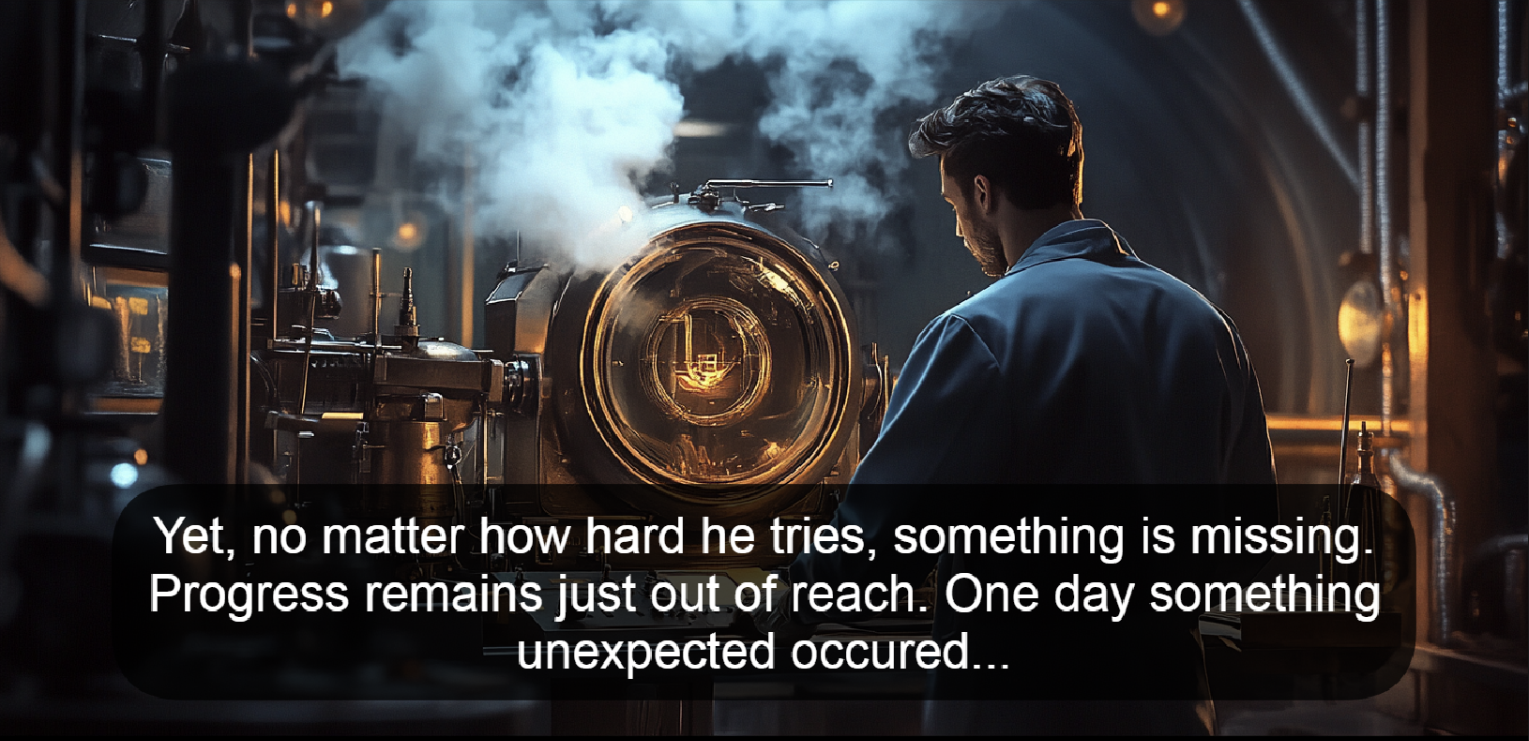 Yet, no matter how hard he tries, something is missing.
Progress remains just out of reach. One day something
unexpected occured...